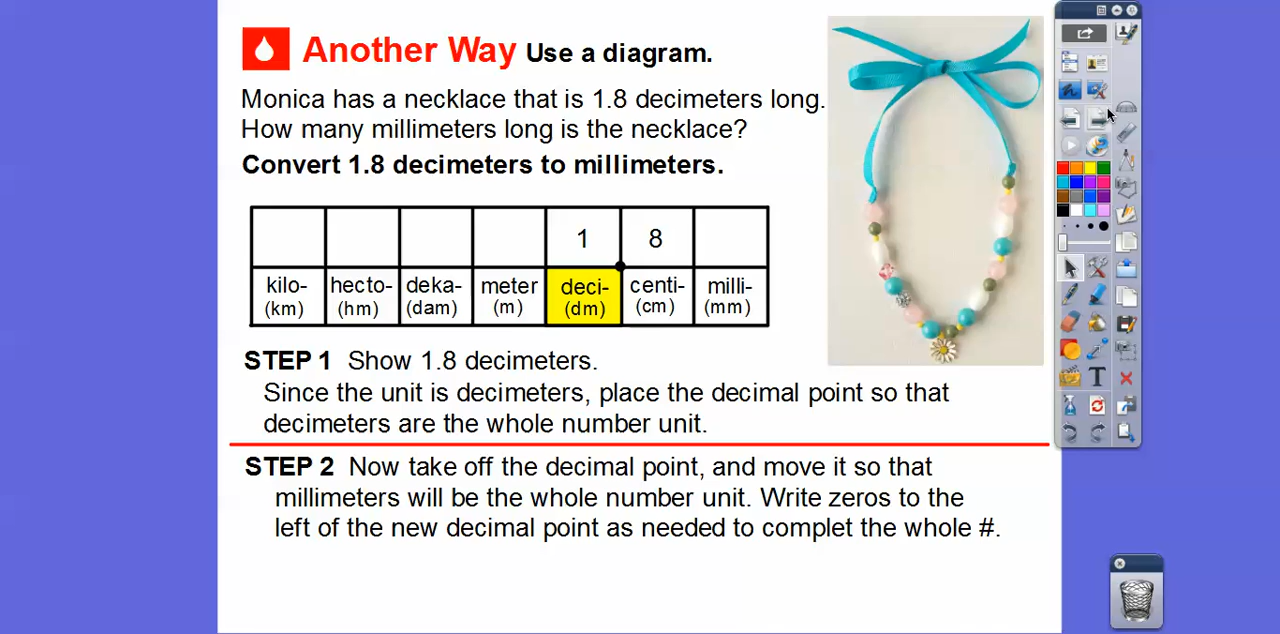 Another Way Use a diagram.
Monica has a necklace that is 1.8 decimeters long.
How many millimeters long is the necklace?
Convert 1.8 decimeters to millimeters.
1 . 8
kilo- hecto- deka- meter deci- centi- milli-
(km) (hm) (dam) (m) (dm) (cm) (mm)
STEP 1 Show 1.8 decimeters.
Since the unit is decimeters, place the decimal point so that
decimeters are the whole number unit.
STEP 2 Now take off the decimal point, and move it so that
millimeters will be the whole number unit. Write zeros to the
left of the new decimal point as needed to complet the whole #.
T